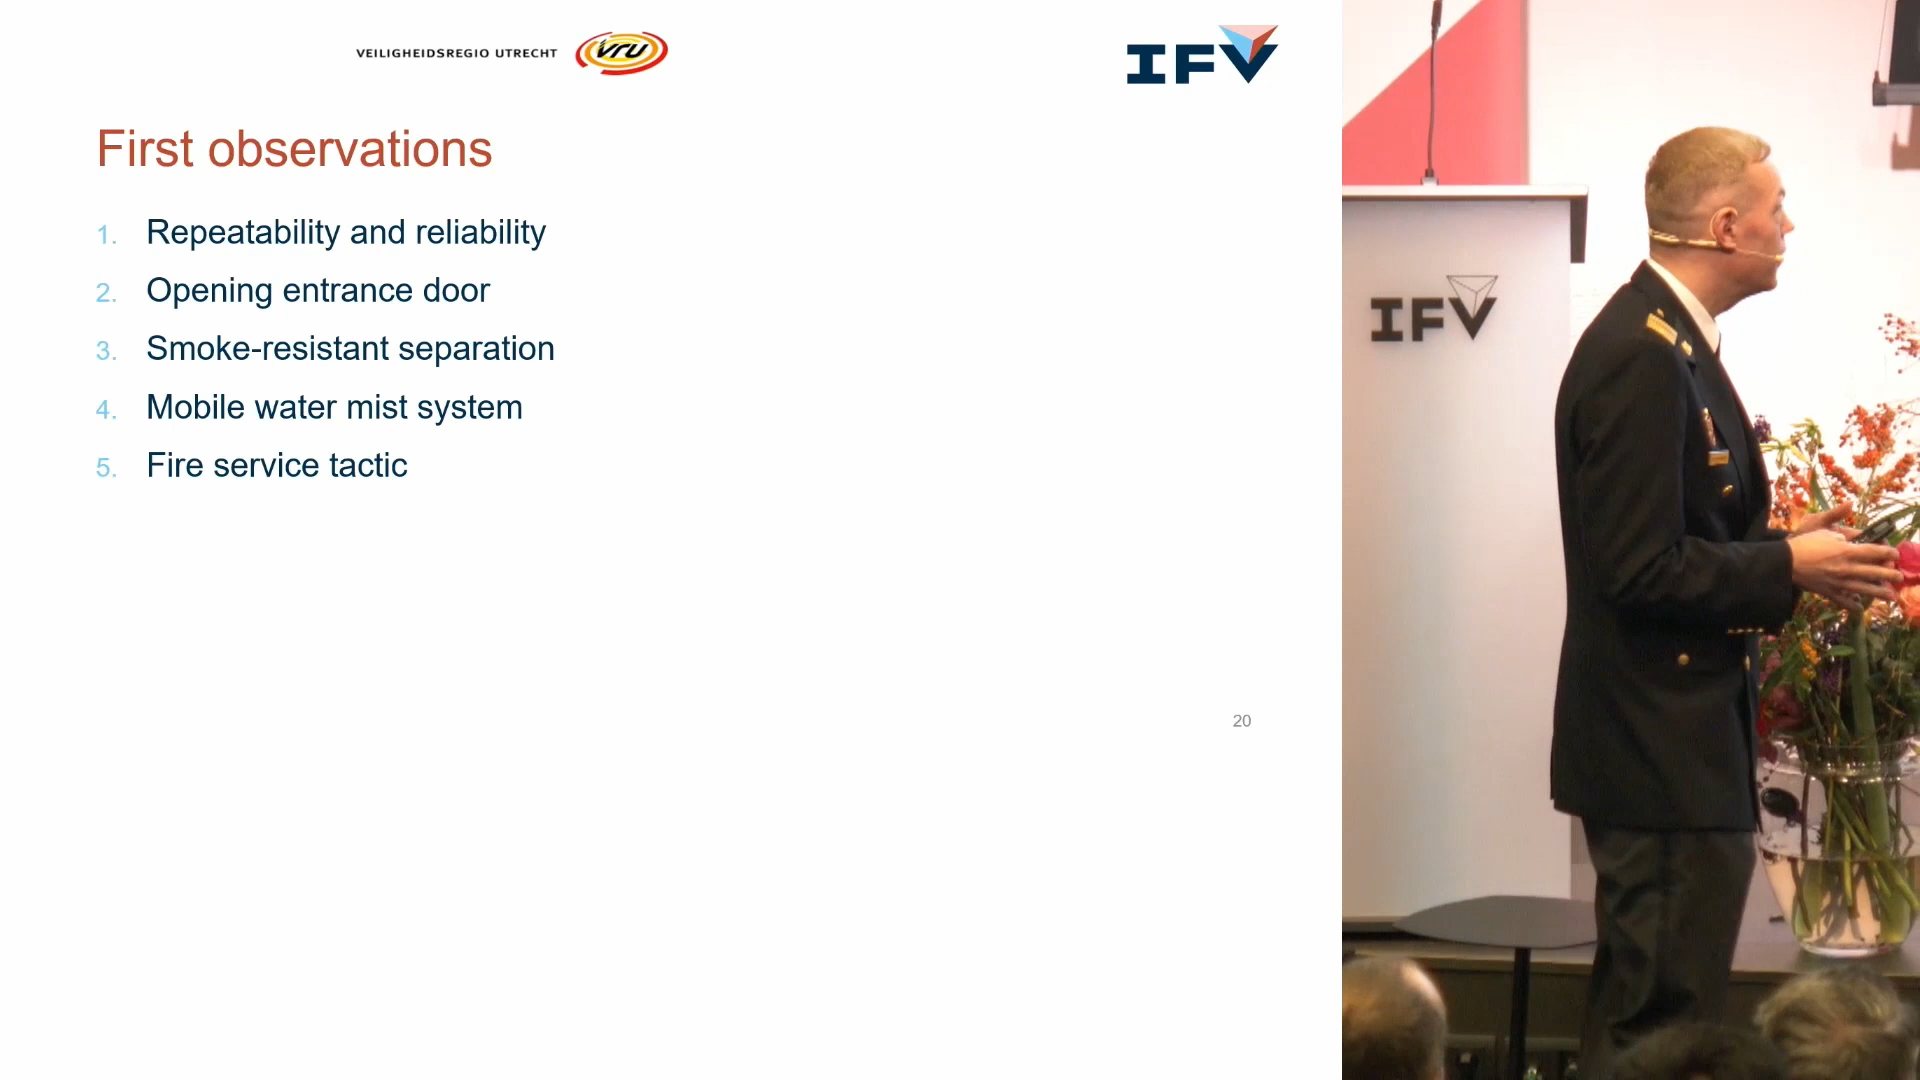 VEILIGHEIDSREGIO UTRECHT vru
IFV
First observations
1. Repeatability and reliability
2. Opening entrance door
3. Smoke-resistant separation
4. Mobile water mist system
5. Fire service tactic
20
IFV